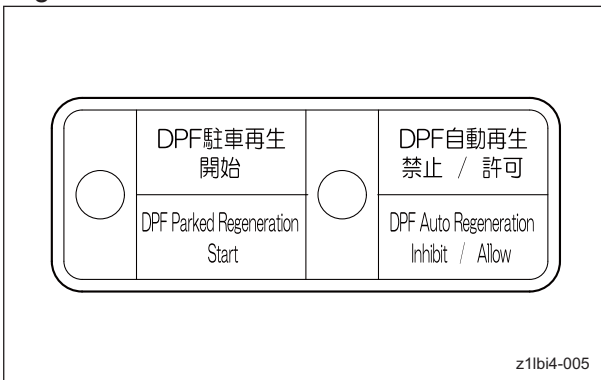 DPF駐車再生
開始
DPF Parked Regeneration
Start
DPF自動再生
禁止 / 許可
DPF Auto Regeneration
Inhibit / Allow
z1lbi4-005